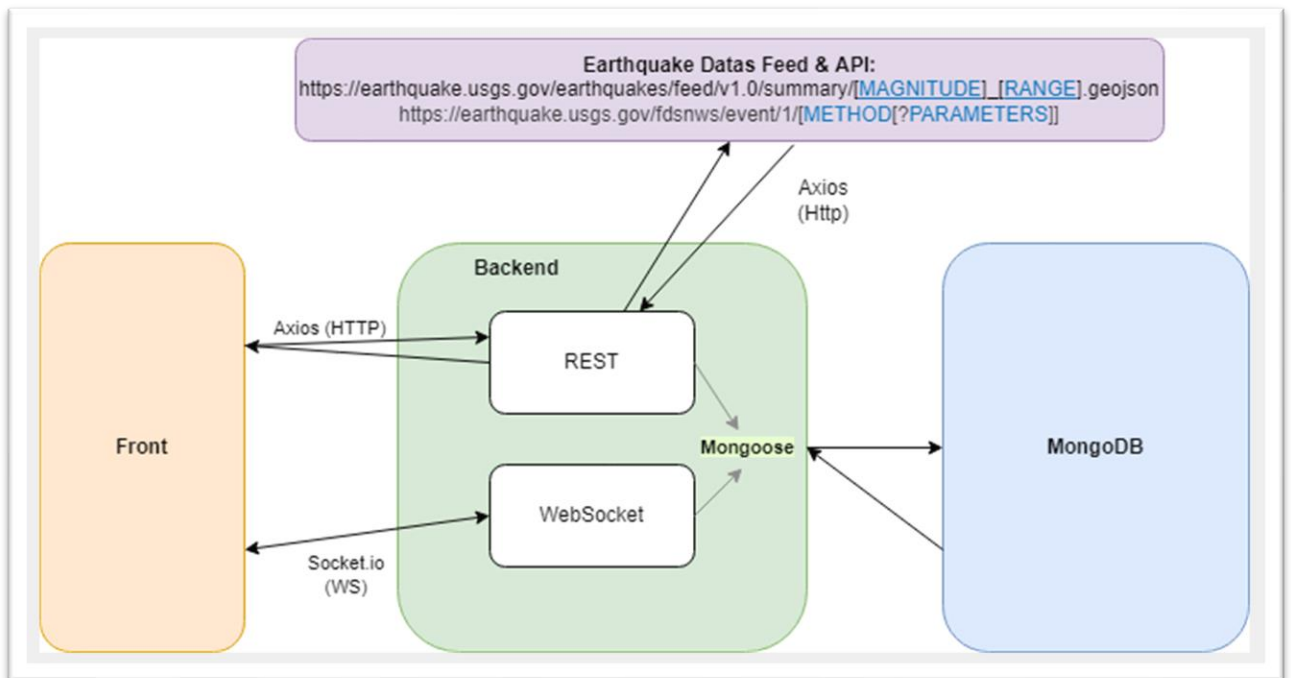 Earthquake Datas Feed & API:
https://earthquake.usgs.gov/earthquakes/feed/v1.0/summary/[MAGNITUDE]_[RANGE].geojson
https://earthquake.usgs.gov/fdsnws/event/1/[METHOD[?PARAMETERS]]
Axios
(Http)
Backend
Axios (HTTP)
REST
Front
Mongoose
MongoDB
WebSocket
Socket.io
(WS)